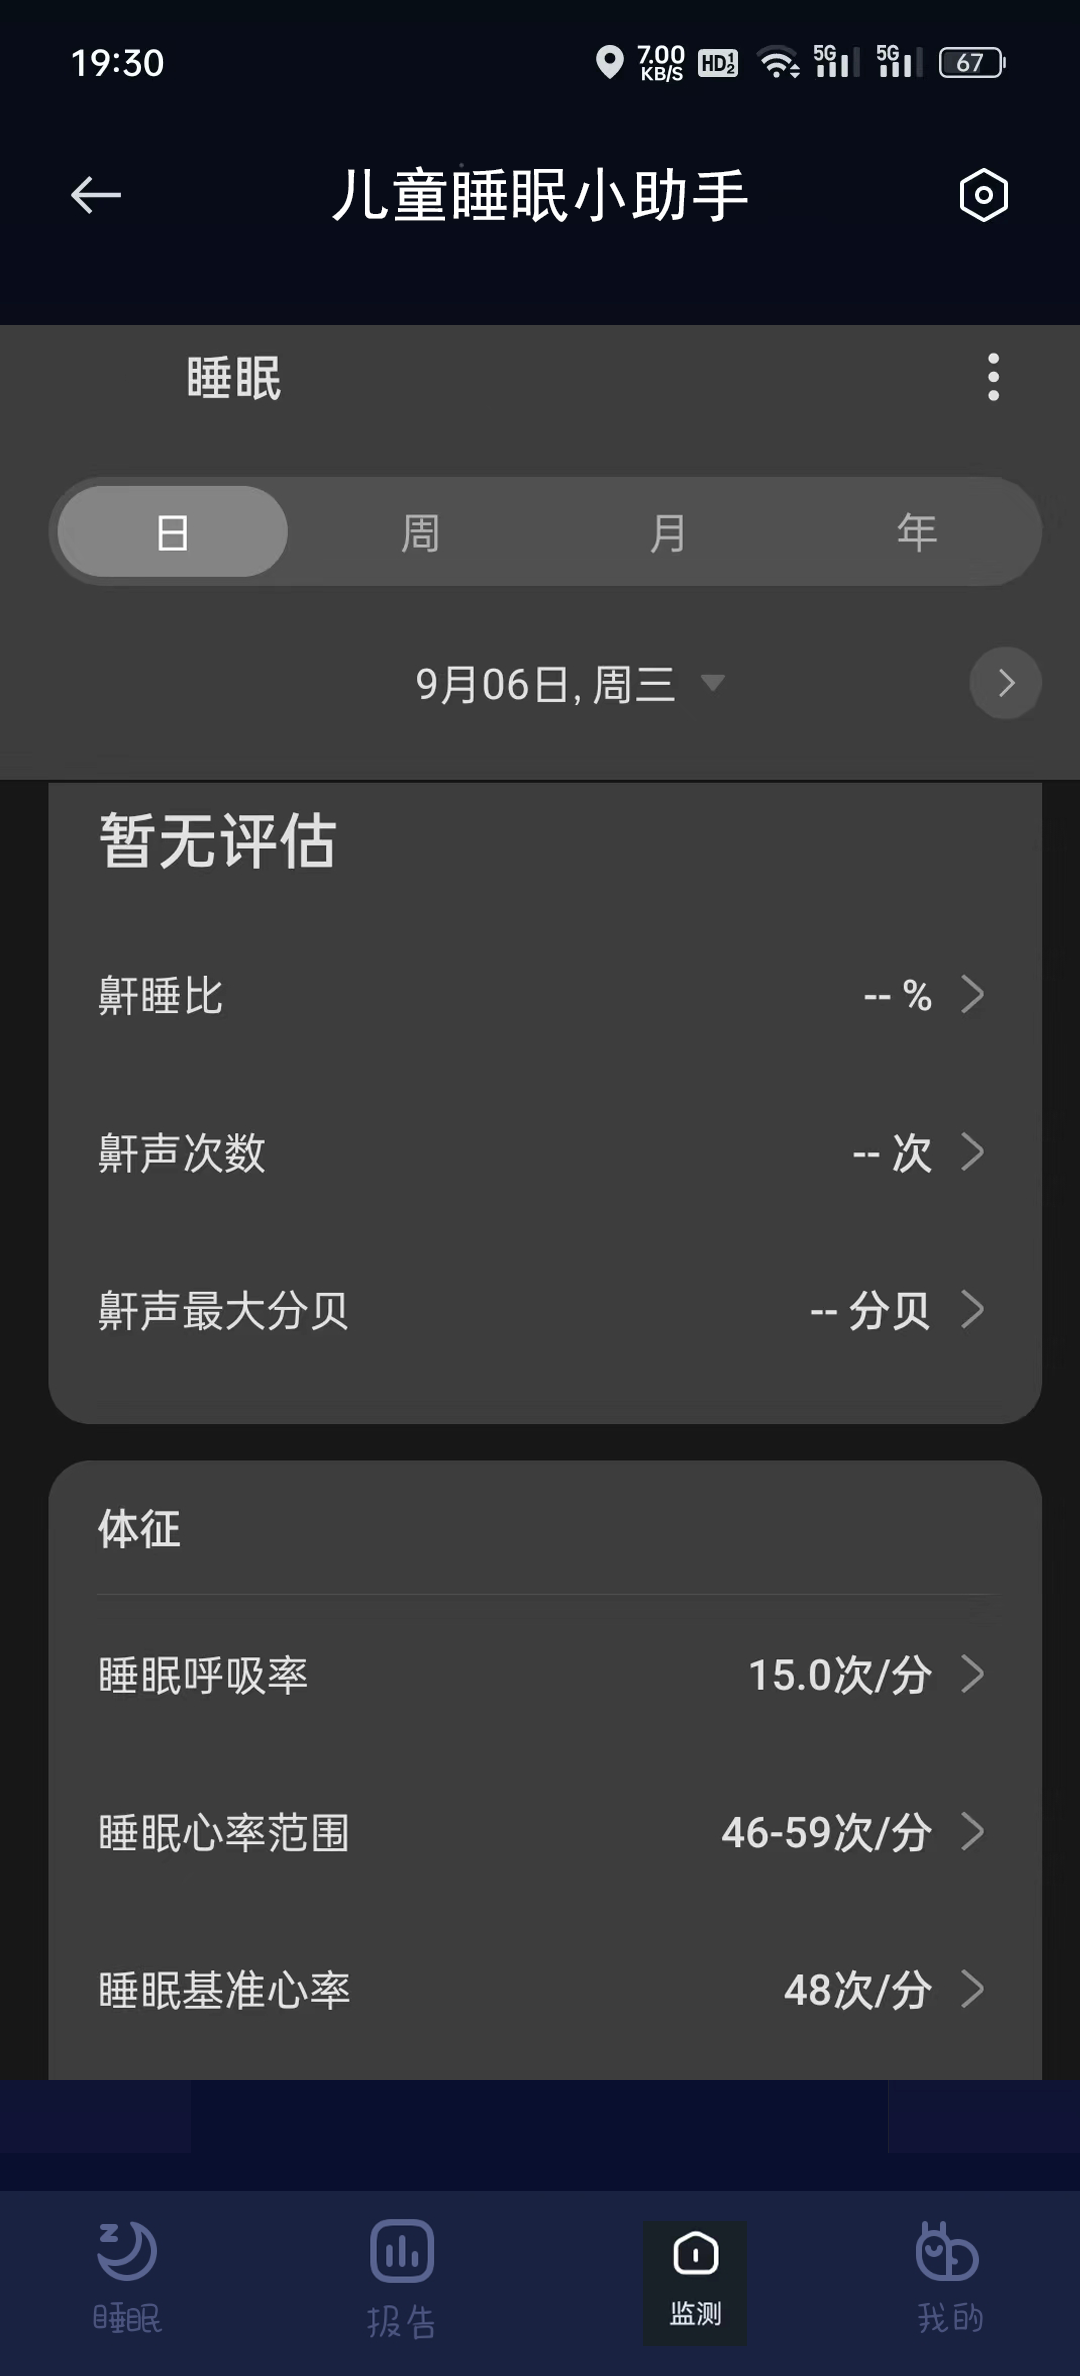 19:30 7.00 KB/S HD 1 2 5G 5G 67
儿童睡眠小助手
睡眠
日 周 月 年
9月06日, 周三
暂无评估
鼾睡比 -- %
鼾声次数 -- 次
鼾声最大分贝 -- 分贝
体征
睡眠呼吸率 15.0次/分
睡眠心率范围 46-59次/分
睡眠基准心率 48次/分
睡眠 报告 监测 我的